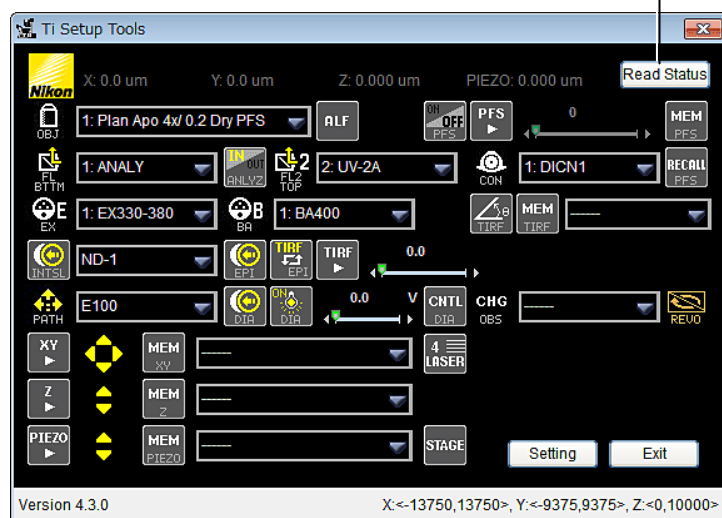 Ti Setup Tools
Nikon X: 0.0 um Y: 0.0 um Z: 0.000 um PIEZO: 0.000 um Read Status
OBJ 1: Plan Apo 4x/ 0.2 Dry PFS ALF ON OFF PFS PFS 0 MEM PFS
FL BTTM 1: ANALY IN OUT ANLYZ 2 FL2 TOP 2: UV-2A CON 1: DICN1 RECALL PFS
E EX 1: EX330-380 B BA 1: BA400 θ TIRF MEM TIRF -----
INTSL ND-1 EPI TIRF EPI TIRF 0.0
PATH E100 DIA ON DIA 0.0 V CNTL DIA CHG OBS ----- REVO
XY MEM XY ----- 4 LASER
Z MEM Z -----
PIEZO MEM PIEZO ----- STAGE Setting Exit
Version 4.3.0 X:<-13750,13750>, Y:<-9375,9375>, Z:<0,10000>